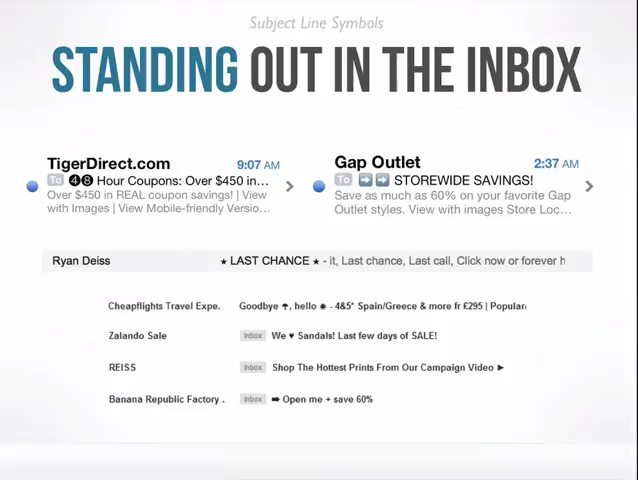 Subject Line Symbols
STANDING OUT IN THE INBOX
TigerDirect.com 9:07 AM
To ❹❽ Hour Coupons: Over $450 in...
Over $450 in REAL coupon savings! | View
with Images | View Mobile-friendly Versio...
Gap Outlet 2:37 AM
To ➡➡ STOREWIDE SAVINGS!
Save as much as 60% on your favorite Gap
Outlet styles. View with images Store Loc...
Ryan Deiss ★ LAST CHANCE ★ - it, Last chance, Last call, Click now or forever h
Cheapflights Travel Expe. Goodbye ☂, hello ☀ - 4&5* Spain/Greece & more fr £295 | Popular
Zalando Sale Inbox We ♥ Sandals! Last few days of SALE!
REISS Inbox Shop The Hottest Prints From Our Campaign Video ►
Banana Republic Factory . Inbox ➡ Open me + save 60%